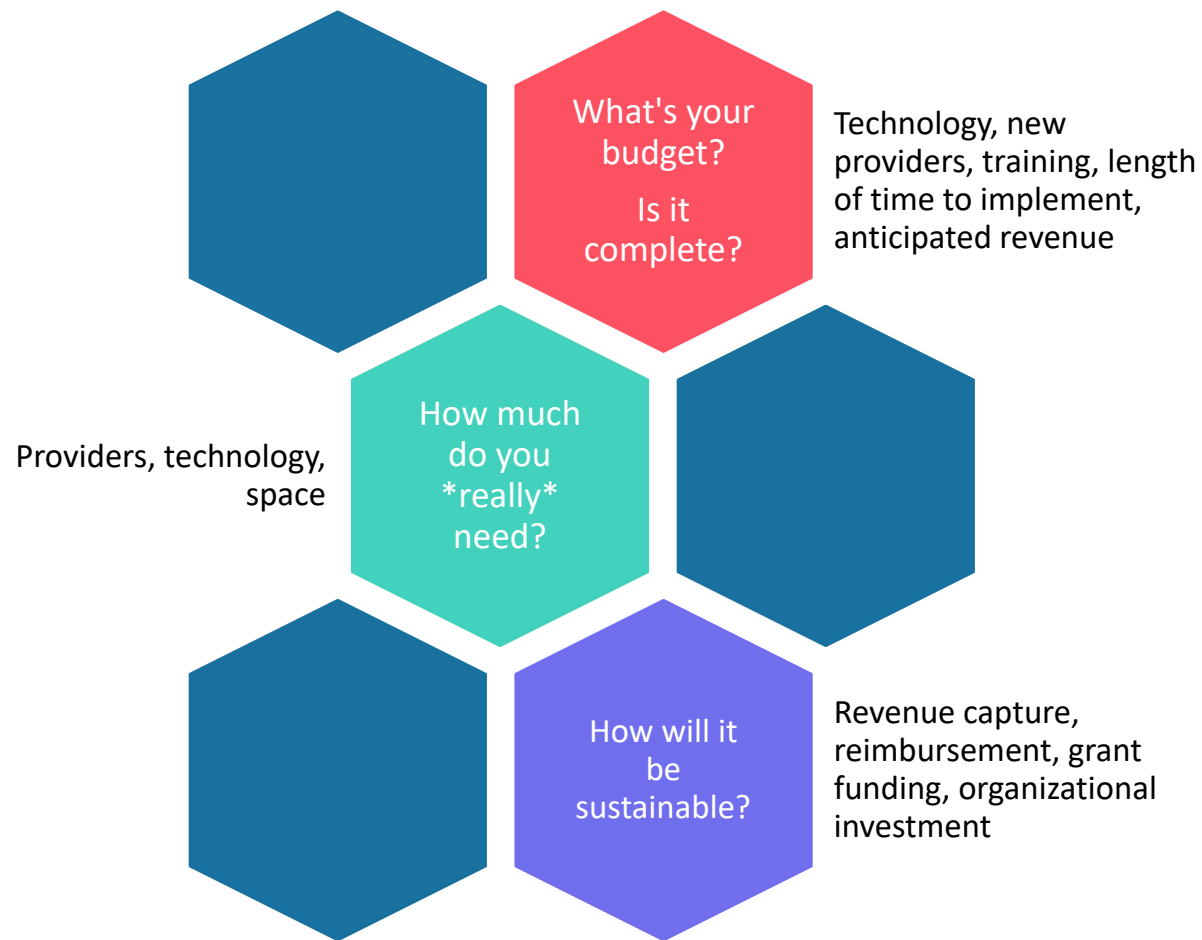 What's your
budget?
Is it
complete?
Technology, new
providers, training, length
of time to implement,
anticipated revenue
How much
do you
*really*
need?
Providers, technology,
space
How will it
be
sustainable?
Revenue capture,
reimbursement, grant
funding, organizational
investment